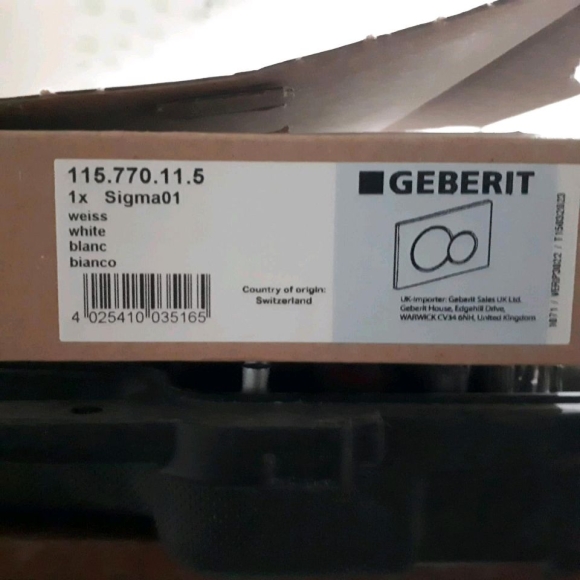 115.770.11.5
1x Sigma01
weiss
white
blanc
bianco
4 025410 035165
Country of origin:
Switzerland
GEBERIT
UK-importer: Geberit Sales UK Ltd.
Geberit House, Edgehill Drive,
WARWICK CV34 6NH, United Kingdom
1071 /